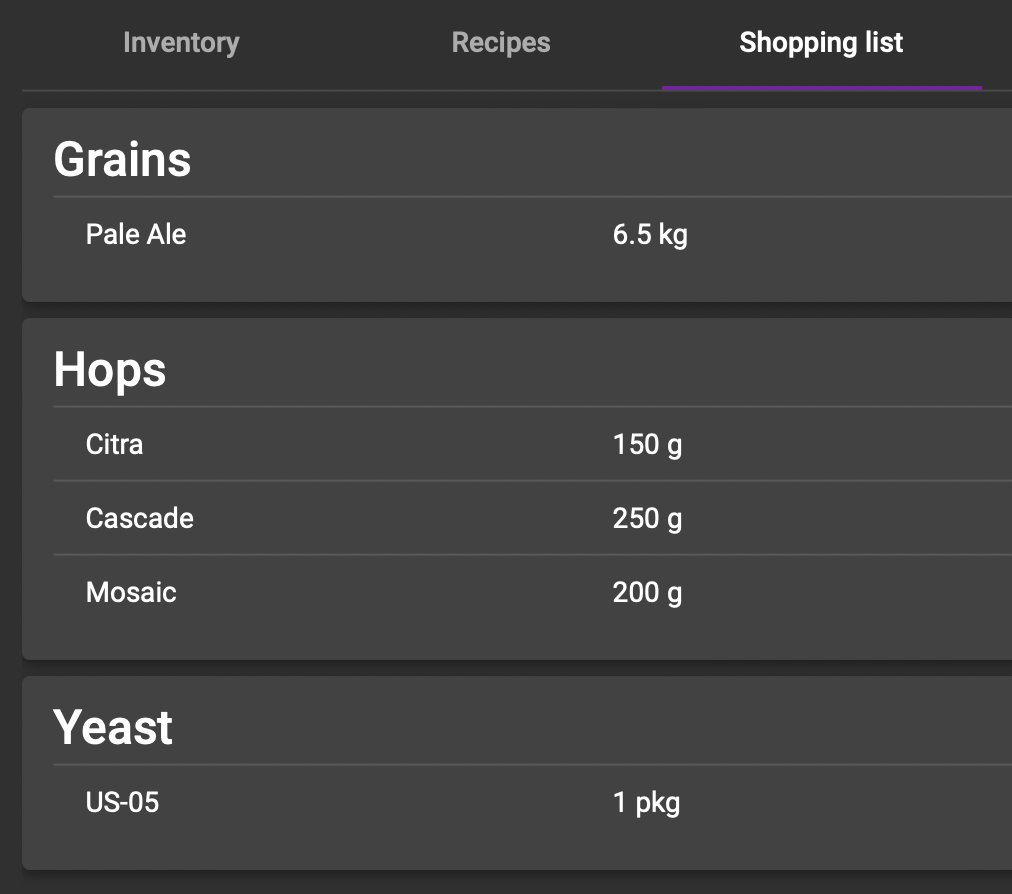 Inventory Recipes Shopping list
Grains
Pale Ale 6.5 kg
Hops
Citra 150 g
Cascade 250 g
Mosaic 200 g
Yeast
US-05 1 pkg